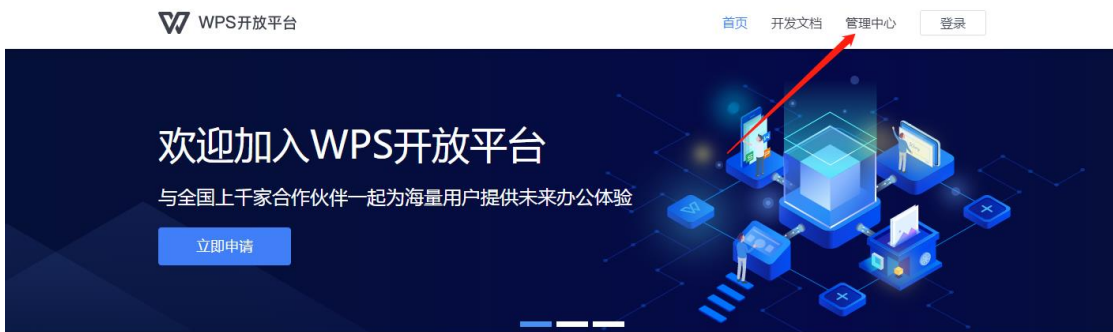 WPS开放平台
首页 开发文档 管理中心 登录
欢迎加入WPS开放平台
与全国上千家合作伙伴一起为海量用户提供未来办公体验
立即申请